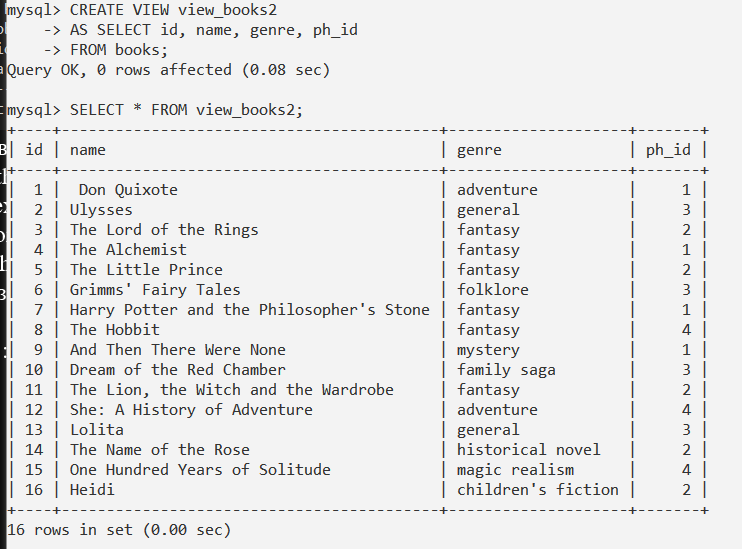 mysql> CREATE VIEW view_books2
    -> AS SELECT id, name, genre, ph_id
    -> FROM books;
Query OK, 0 rows affected (0.08 sec)
mysql> SELECT * FROM view_books2;
+----+------------------------------------------+--------------------+-------+
| id | name                                     | genre              | ph_id |
+----+------------------------------------------+--------------------+-------+
|  1 |  Don Quixote                             | adventure          |     1 |
|  2 | Ulysses                                  | general            |     3 |
|  3 | The Lord of the Rings                    | fantasy            |     2 |
|  4 | The Alchemist                            | fantasy            |     1 |
|  5 | The Little Prince                        | fantasy            |     2 |
|  6 | Grimms' Fairy Tales                      | folklore           |     3 |
|  7 | Harry Potter and the Philosopher's Stone | fantasy            |     1 |
|  8 | The Hobbit                               | fantasy            |     4 |
|  9 | And Then There Were None                 | mystery            |     1 |
| 10 | Dream of the Red Chamber                 | family saga        |     3 |
| 11 | The Lion, the Witch and the Wardrobe     | fantasy            |     2 |
| 12 | She: A History of Adventure              | adventure          |     4 |
| 13 | Lolita                                   | general            |     3 |
| 14 | The Name of the Rose                     | historical novel   |     2 |
| 15 | One Hundred Years of Solitude            | magic realism      |     4 |
| 16 | Heidi                                    | children's fiction |     2 |
+----+------------------------------------------+--------------------+-------+
16 rows in set (0.00 sec)